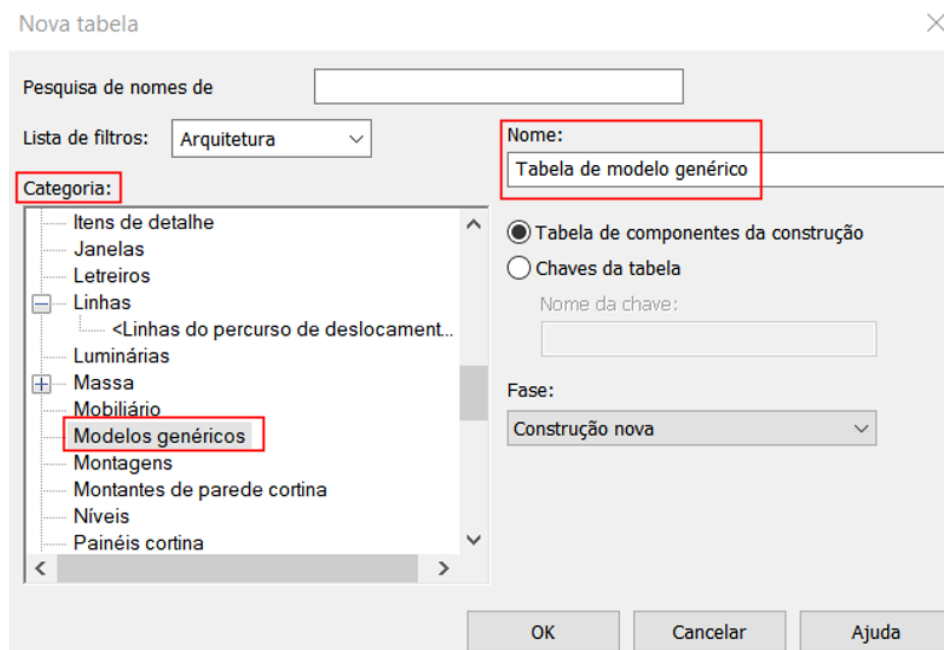 Nova tabela
Pesquisa de nomes de
Lista de filtros:
Arquitetura
Categoria:
Itens de detalhe
Janelas
Letreiros
Linhas
<Linhas do percurso de deslocament...
Luminárias
Massa
Mobiliário
Modelos genéricos
Montagens
Montantes de parede cortina
Níveis
Painéis cortina
Nome:
Tabela de modelo genérico
Tabela de componentes da construção
Chaves da tabela
Nome da chave:
Fase:
Construção nova
OK
Cancelar
Ajuda